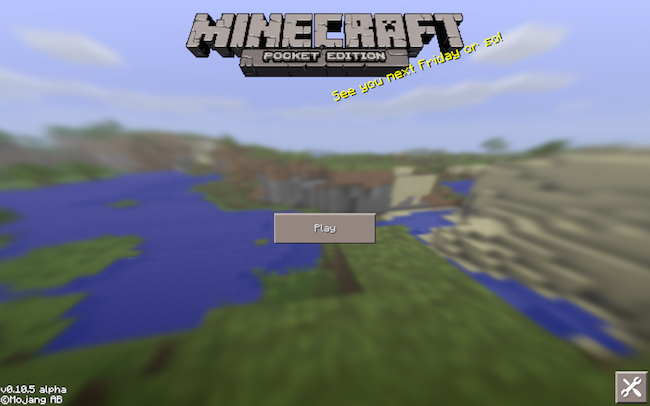 MINECRAFT
POCKET EDITION
See you next Friday or so!
Play
v0.10.5 alpha
©Mojang AB